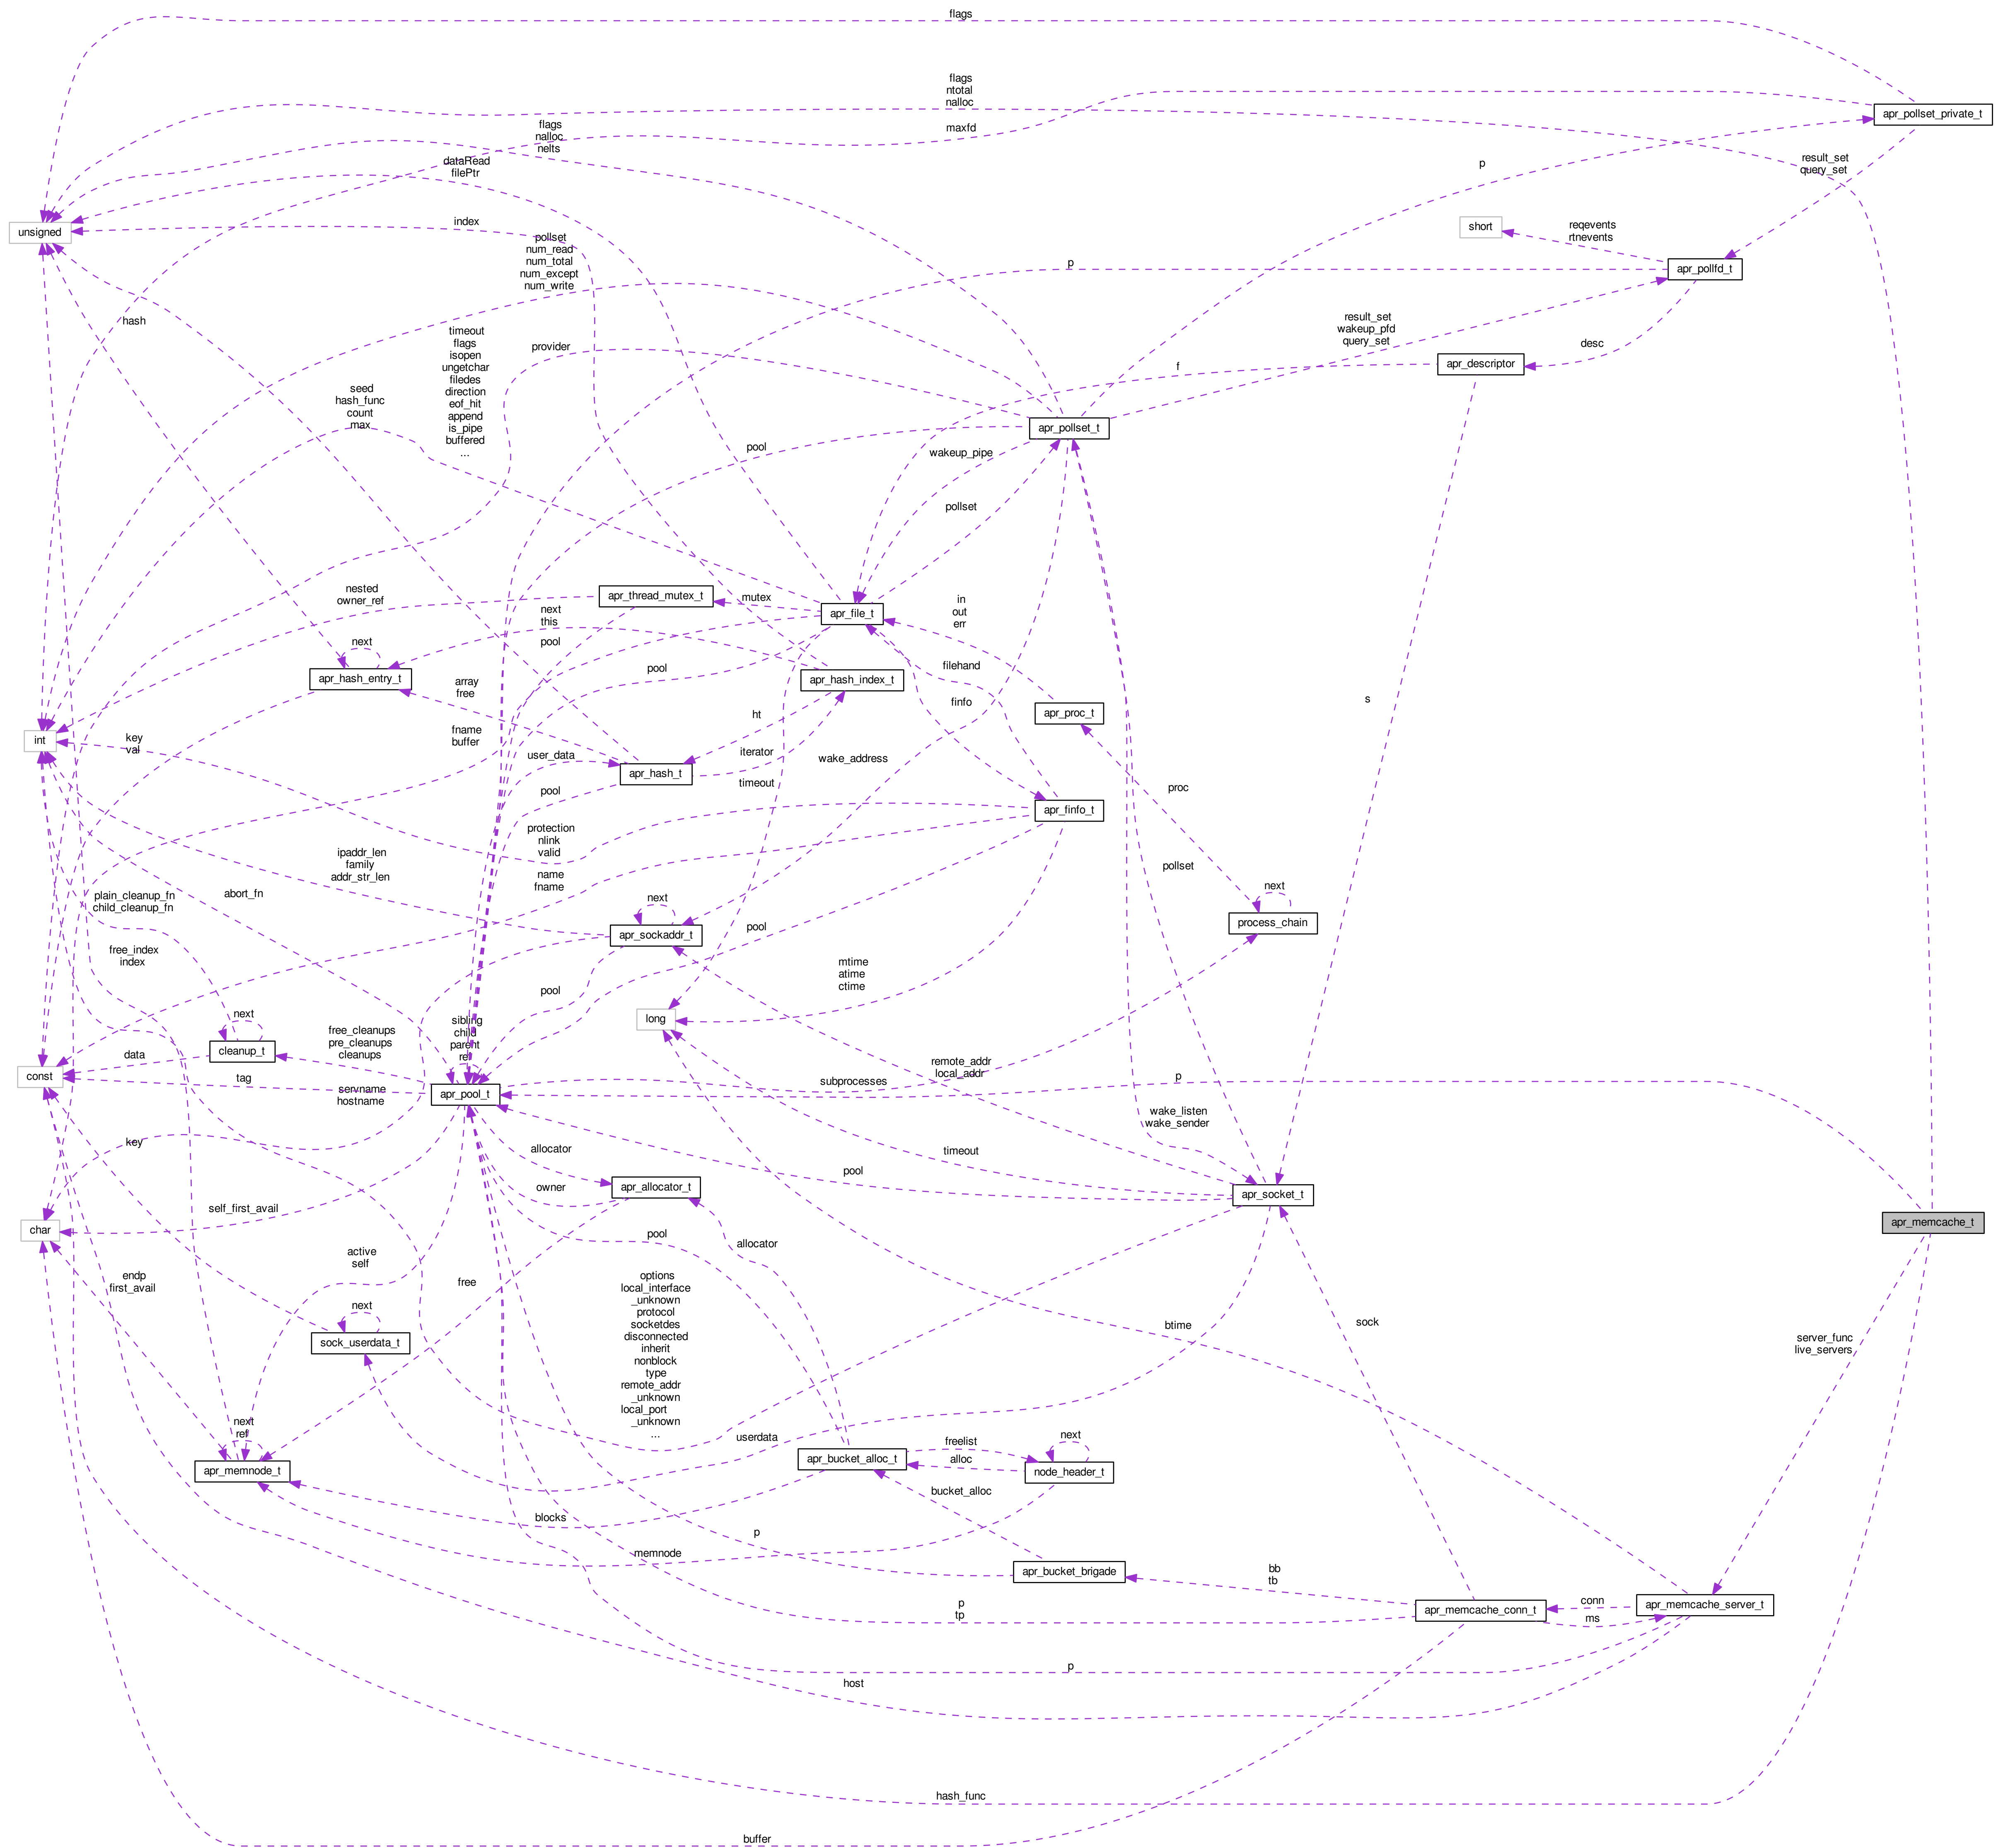 flags
flags
ntotal
nalloc
apr_pollset_private_t
flags
nalloc
nelts
maxfd
dataRead
filePtr
p
result_set
query_set
unsigned
index
short
reqevents
rtnevents
pollset
num_read
num_total
num_except
num_write
p
apr_pollfd_t
hash
timeout
flags
isopen
ungetchar
filedes
direction
eof_hit
append
is_pipe
buffered
...
provider
result_set
wakeup_pfd
query_set
desc
f
apr_descriptor
seed
hash_func
count
max
apr_pollset_t
pool
wakeup_pipe
pollset
nested
owner_ref
apr_thread_mutex_t
mutex
apr_file_t
in
out
err
next
this
pool
next
apr_hash_entry_t
pool
apr_hash_index_t
filehand
array
free
finfo
s
apr_proc_t
ht
int
key
val
fname
buffer
user_data
iterator
wake_address
apr_hash_t
timeout
proc
pool
apr_finfo_t
protection
nlink
valid
ipaddr_len
family
addr_str_len
pollset
name
fname
next
next
abort_fn
plain_cleanup_fn
child_cleanup_fn
process_chain
pool
apr_sockaddr_t
free_index
index
mtime
atime
ctime
pool
next
long
sibling
child
parent
ref
free_cleanups
pre_cleanups
cleanups
cleanup_t
data
remote_addr
local_addr
const
tag
subprocesses
p
apr_pool_t
servname
hostname
wake_listen
wake_sender
key
allocator
timeout
pool
owner
apr_allocator_t
apr_socket_t
self_first_avail
char
apr_memcache_t
pool
allocator
active
self
endp
first_avail
free
options
local_interface
_unknown
protocol
socketdes
disconnected
inherit
nonblock
type
remote_addr
_unknown
local_port
_unknown
...
next
sock_userdata_t
btime
sock
server_func
live_servers
next
ref
userdata
freelist
next
apr_bucket_alloc_t
alloc
apr_memnode_t
node_header_t
bucket_alloc
blocks
p
memnode
apr_bucket_brigade
bb
tb
p
tp
conn
apr_memcache_conn_t
ms
apr_memcache_server_t
p
host
hash_func
buffer